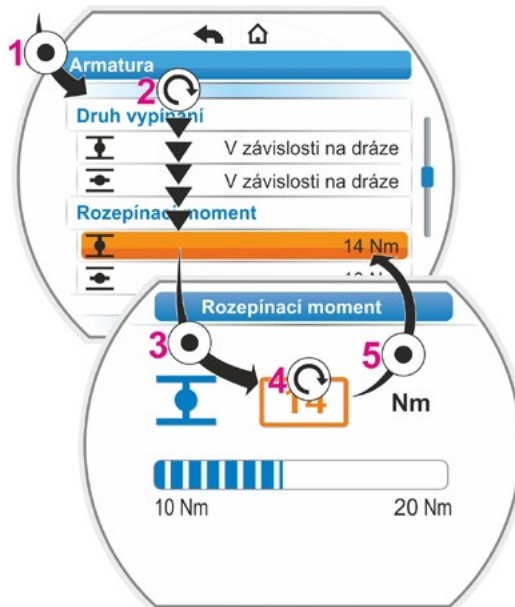 1
Armatura
2
Druh vypínání
V závislosti na dráze
V závislosti na dráze
Rozepínací moment
14 Nm
Rozepínací moment
3
4
5
14
Nm
10 Nm
20 Nm